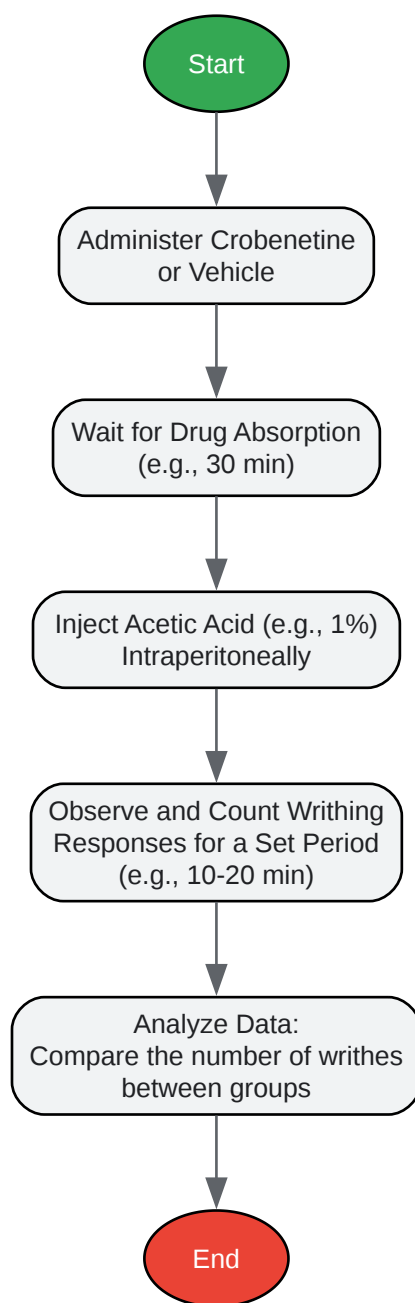 Start
Administer Crobenetine
or Vehicle
Wait for Drug Absorption
(e.g., 30 min)
Inject Acetic Acid (e.g., 1%)
Intraperitoneally
Observe and Count Writhing
Responses for a Set Period
(e.g., 10-20 min)
Analyze Data:
Compare the number of writhes
between groups
End